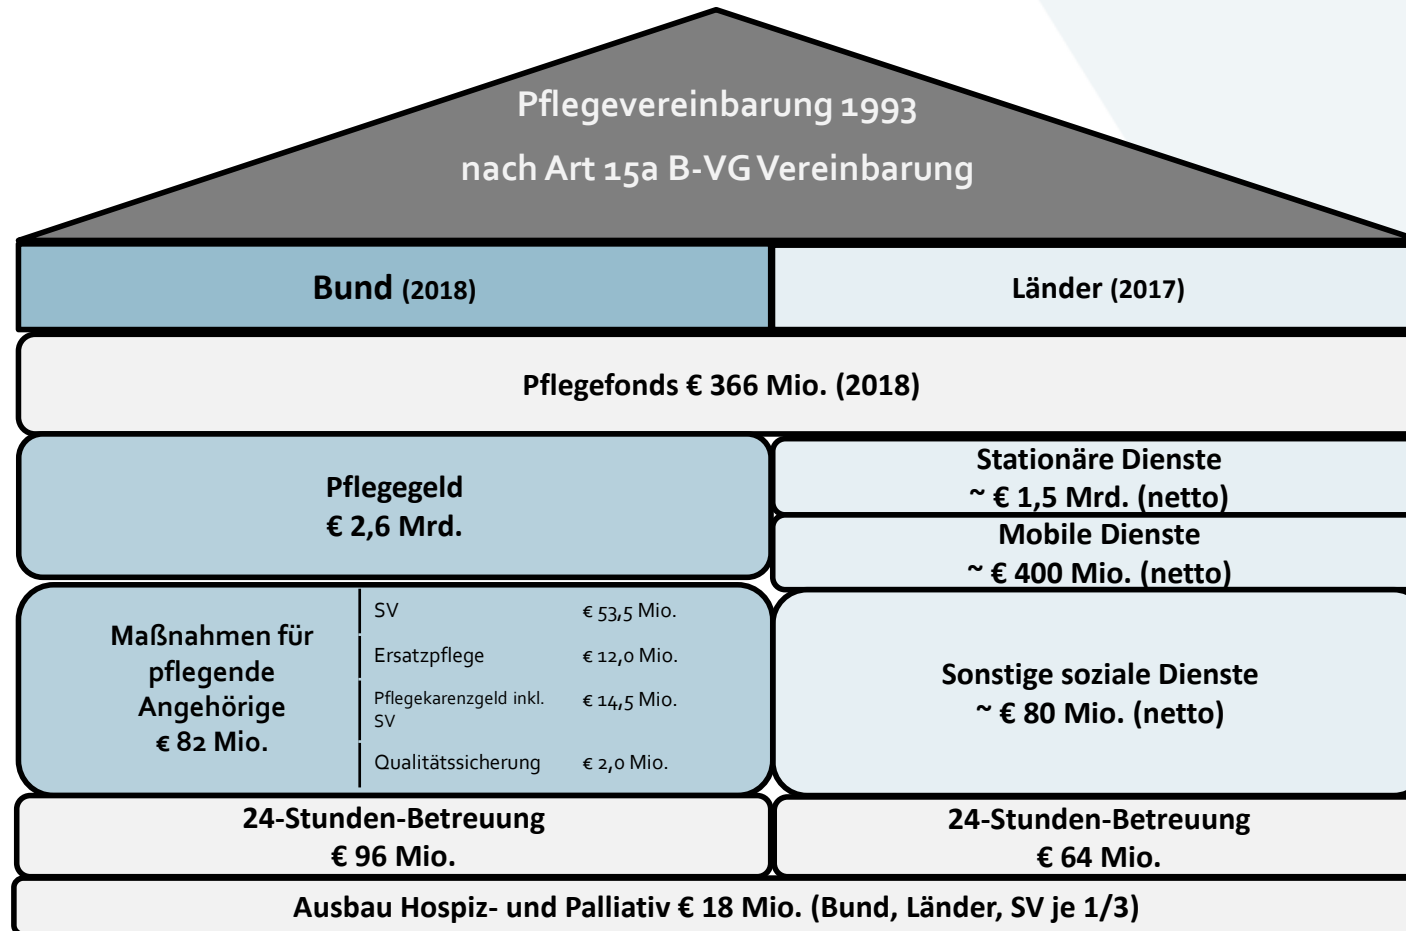 Pflegevereinbarung 1993
nach Art 15a B-VG Vereinbarung
Bund (2018)
Länder (2017)
Pflegefonds € 366 Mio. (2018)
Pflegegeld
€ 2,6 Mrd.
Stationäre Dienste
~ € 1,5 Mrd. (netto)
Mobile Dienste
~ € 400 Mio. (netto)
Maßnahmen für
pflegende
Angehörige
€ 82 Mio.
SV € 53,5 Mio.
Ersatzpflege € 12,0 Mio.
Pflegekarenzgeld inkl. € 14,5 Mio.
SV
Qualitätssicherung € 2,0 Mio.
Sonstige soziale Dienste
~ € 80 Mio. (netto)
24-Stunden-Betreuung
€ 96 Mio.
24-Stunden-Betreuung
€ 64 Mio.
Ausbau Hospiz- und Palliativ € 18 Mio. (Bund, Länder, SV je 1/3)